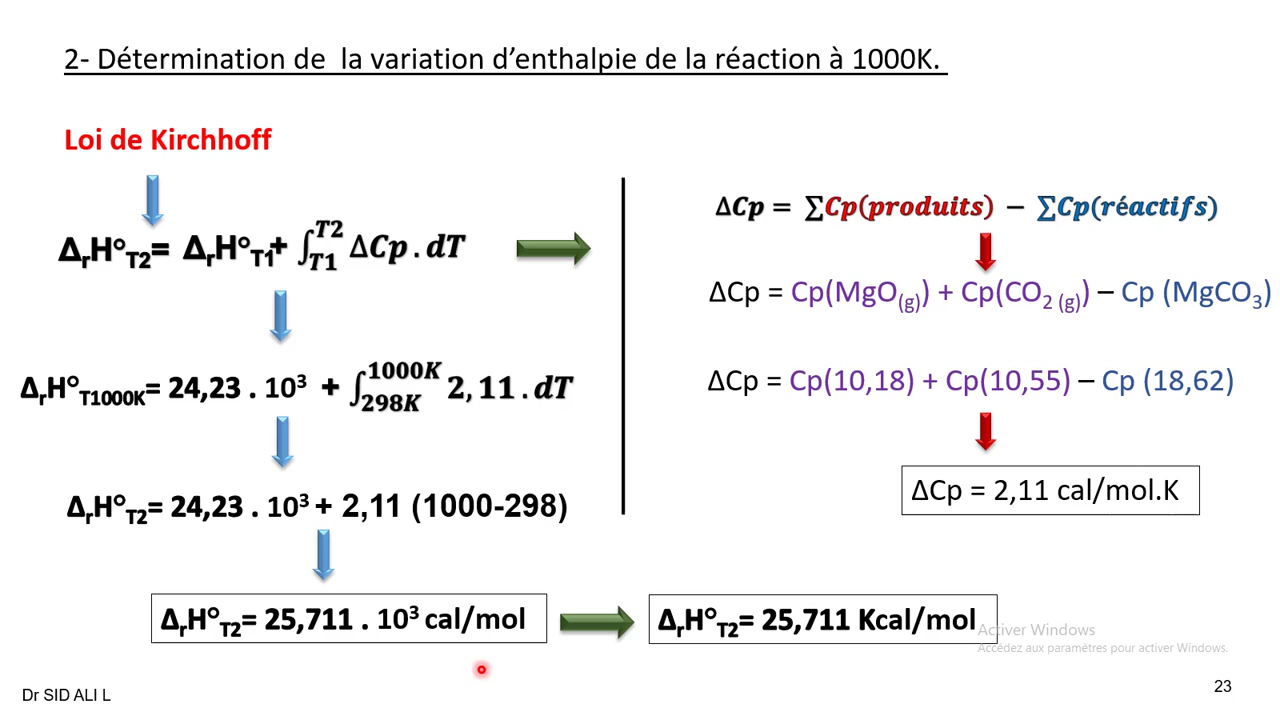 2- Détermination de la variation d’enthalpie de la réaction à 1000K.
Loi de Kirchhoff
ΔrH°T2= ΔrH°T1+ ∫T1T2 ΔCp . dT
ΔrH°T1000K= 24,23 . 10³ + ∫298K1000K 2, 11 . dT
ΔrH°T2= 24,23 . 10³ + 2,11 (1000-298)
ΔrH°T2= 25,711 . 10³ cal/mol
ΔrH°T2= 25,711 Kcal/mol
ΔCp = ∑Cp(produits) − ∑Cp(réactifs)
ΔCp = Cp(MgO(g)) + Cp(CO2 (g)) – Cp (MgCO3)
ΔCp = Cp(10,18) + Cp(10,55) – Cp (18,62)
ΔCp = 2,11 cal/mol.K
Activer Windows
Accédez aux paramètres pour activer Windows.
Dr SID ALI L
23